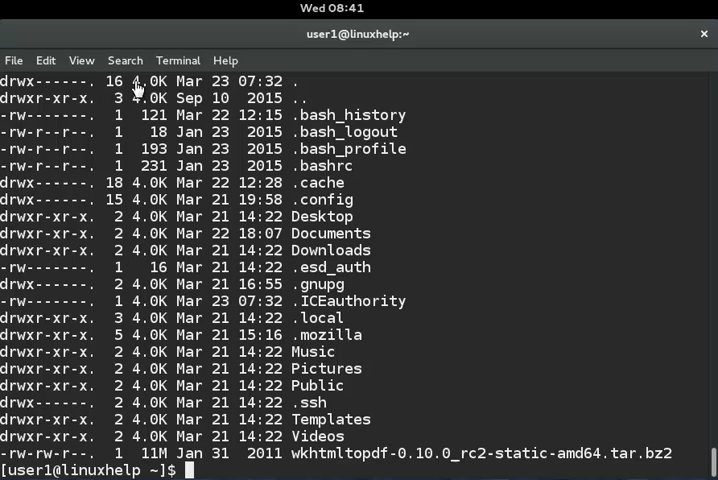 Wed 08:41
user1@linuxhelp:~
File Edit View Search Terminal Help
drwx------. 16 4.0K Mar 23 07:32 .
drwxr-xr-x. 3 4.0K Sep 10 2015 ..
-rw-------. 1 121 Mar 22 12:15 .bash_history
-rw-r--r--. 1 18 Jan 23 2015 .bash_logout
-rw-r--r--. 1 193 Jan 23 2015 .bash_profile
-rw-r--r--. 1 231 Jan 23 2015 .bashrc
drwx------. 18 4.0K Mar 22 12:28 .cache
drwx------. 15 4.0K Mar 21 19:58 .config
drwxr-xr-x. 2 4.0K Mar 21 14:22 Desktop
drwxr-xr-x. 2 4.0K Mar 22 18:07 Documents
drwxr-xr-x. 2 4.0K Mar 21 14:22 Downloads
-rw-------. 1 16 Mar 21 14:22 .esd_auth
drwx------. 2 4.0K Mar 21 16:55 .gnupg
-rw-------. 1 4.0K Mar 23 07:32 .ICEauthority
drwxr-xr-x. 3 4.0K Mar 21 14:22 .local
drwxr-xr-x. 5 4.0K Mar 21 15:16 .mozilla
drwxr-xr-x. 2 4.0K Mar 21 14:22 Music
drwxr-xr-x. 2 4.0K Mar 21 14:22 Pictures
drwxr-xr-x. 2 4.0K Mar 21 14:22 Public
drwx------. 2 4.0K Mar 21 14:22 .ssh
drwxr-xr-x. 2 4.0K Mar 21 14:22 Templates
drwxr-xr-x. 2 4.0K Mar 21 14:22 Videos
-rw-rw-r--. 1 11M Jan 31 2011 wkhtmltopdf-0.10.0_rc2-static-amd64.tar.bz2
[user1@linuxhelp ~]$